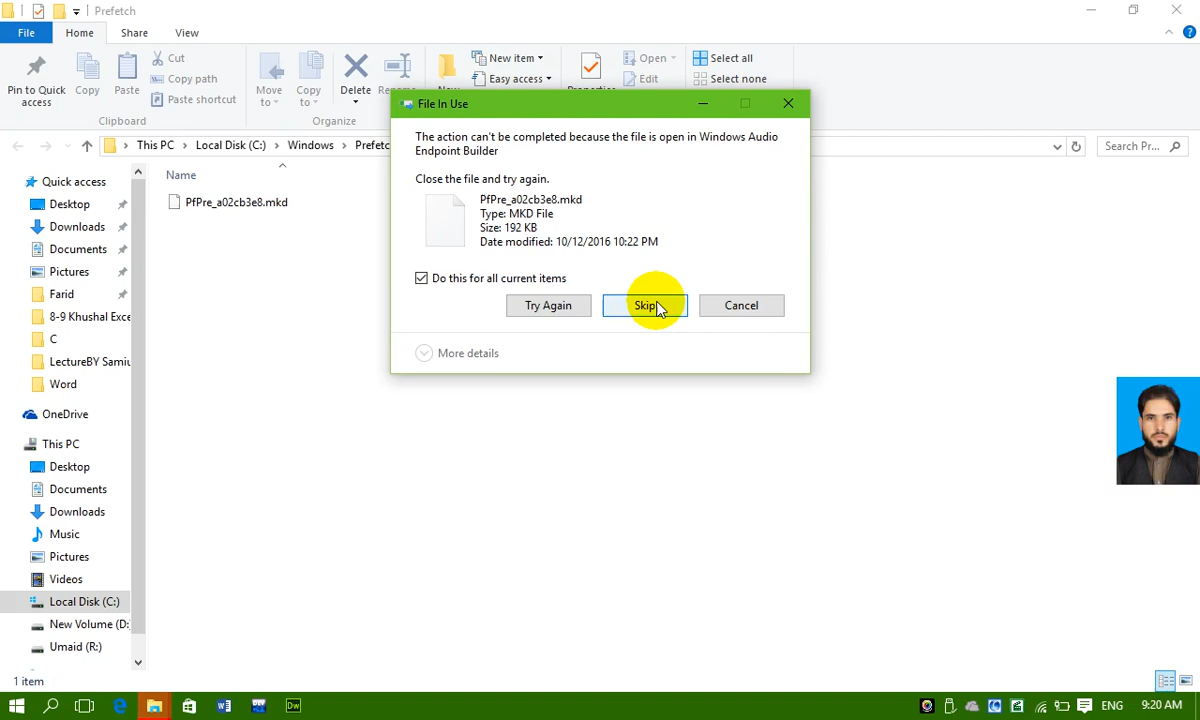 Prefetch
File
Home
Share
View
Pin to Quick
access
Copy
Paste
Cut
Copy path
Paste shortcut
Clipboard
Move
to
Copy
to
Delete
Organize
New item
Easy access
Open
Edit
Select all
Select none
This PC
Local Disk (C:)
Windows
Prefetc
Search Pr...
Quick access
Desktop
Downloads
Documents
Pictures
Farid
8-9 Khushal Exce
C
LectureBY Samiu
Word
OneDrive
This PC
Desktop
Documents
Downloads
Music
Pictures
Videos
Local Disk (C:)
New Volume (D:
Umaid (R:)
Name
PfPre_a02cb3e8.mkd
File In Use
The action can't be completed because the file is open in Windows Audio
Endpoint Builder
Close the file and try again.
PfPre_a02cb3e8.mkd
Type: MKD File
Size: 192 KB
Date modified: 10/12/2016 10:22 PM
Do this for all current items
Try Again
Skip
Cancel
More details
1 item
ENG
9:20 AM